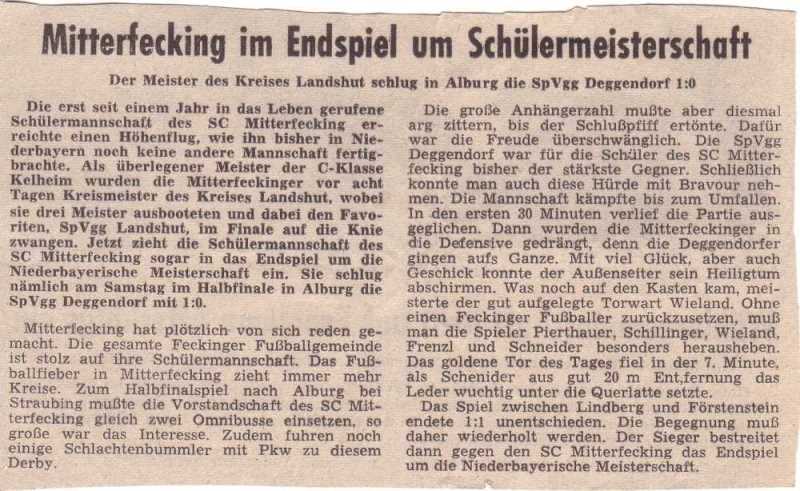 Mitterfecking im Endspiel um Schülermeisterschaft
Der Meister des Kreises Landshut schlug in Alburg die SpVgg Deggendorf 1:0
Die erst seit einem Jahr in das Leben gerufene
Schülermannschaft des SC Mitterfecking er-
reichte einen Höhenflug, wie ihn bisher in Nie-
derbayern noch keine andere Mannschaft fertig-
brachte. Als überlegener Meister der C-Klasse
Kelheim wurden die Mitterfeckinger vor acht
Tagen Kreismeister des Kreises Landshut, wobei
sie drei Meister ausbooteten und dabei den Favo-
riten, SpVgg Landshut, im Finale auf die Knie
zwangen. Jetzt zieht die Schülermannschaft des
SC Mitterfecking sogar in das Endspiel um die
Niederbayerische Meisterschaft ein. Sie schlug
nämlich am Samstag im Halbfinale in Alburg die
SpVgg Deggendorf mit 1:0.
Mitterfecking hat plötzlich von sich reden ge-
macht. Die gesamte Feckinger Fußballgemeinde
ist stolz auf ihre Schülermannschaft. Das Fuß-
ballfieber in Mitterfecking zieht immer mehr
Kreise. Zum Halbfinalspiel nach Alburg bei
Straubing mußte die Vorstandschaft des SC Mit-
terfecking gleich zwei Omnibusse einsetzen, so
große war das Interesse. Zudem fuhren noch
einige Schlachtenbummler mit Pkw zu diesem
Derby.
Die große Anhängerzahl mußte aber diesmal
arg zittern, bis der Schlußpfiff ertönte. Dafür
war die Freude überschwänglich. Die SpVgg
Deggendorf war für die Schüler des SC Mitter-
fecking bisher der stärkste Gegner. Schließlich
konnte man auch diese Hürde mit Bravour neh-
men. Die Mannschaft kämpfte bis zum Umfallen.
In den ersten 30 Minuten verlief die Partie aus-
geglichen. Dann wurden die Mitterfeckinger in
die Defensive gedrängt, denn die Deggendorfer
gingen aufs Ganze. Mit viel Glück, aber auch
Geschick konnte der Außenseiter sein Heiligtum
abschirmen. Was noch auf den Kasten kam, mei-
sterte der gut aufgelegte Torwart Wieland. Ohne
einen Feckinger Fußballer zurückzusetzen, muß
man die Spieler Pierthauer, Schillinger, Wieland,
Frenzl und Schneider besonders herausheben.
Das goldene Tor des Tages fiel in der 7. Minute,
als Schenider aus gut 20 m Ent,fernung das
Leder wuchtig unter die Querlatte setzte.
Das Spiel zwischen Lindberg und Förstenstein
endete 1:1 unentschieden. Die Begegnung muß
daher wiederholt werden. Der Sieger bestreitet
dann gegen den SC Mitterfecking das Endspiel
um die Niederbayerische Meisterschaft.